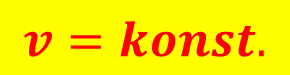 v = konst.